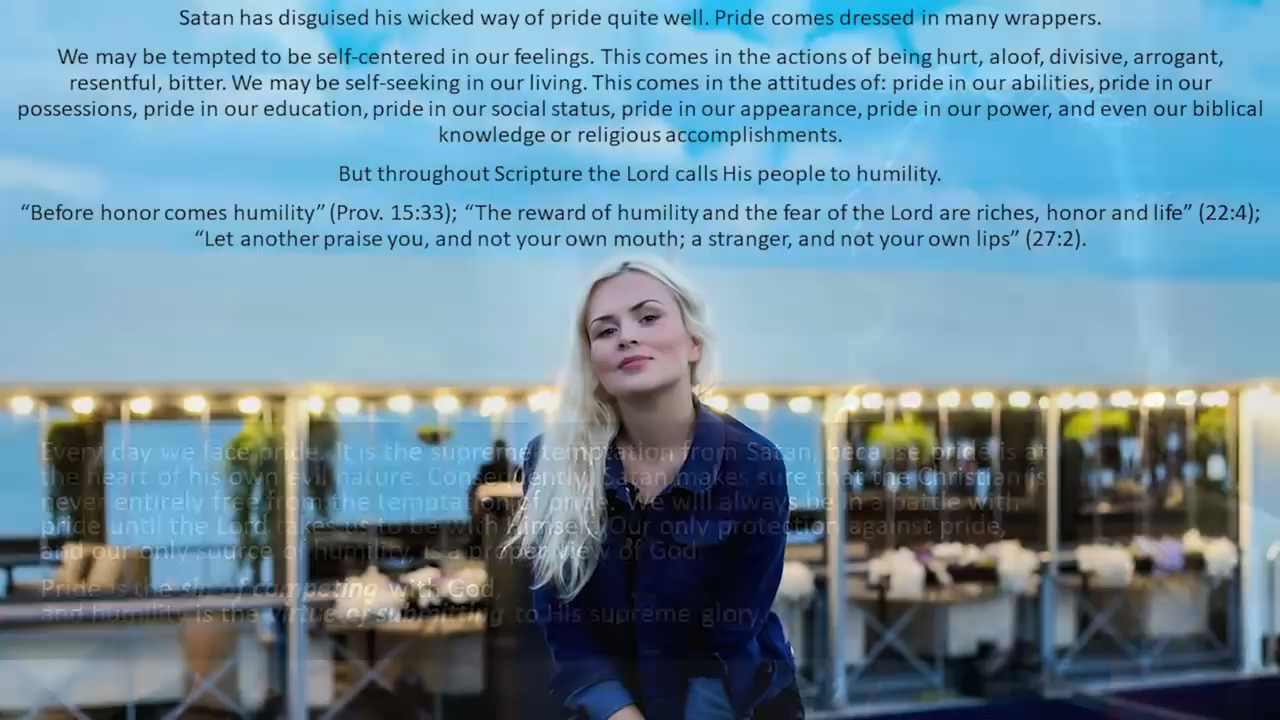 Satan has disguised his wicked way of pride quite well. Pride comes dressed in many wrappers.
We may be tempted to be self-centered in our feelings. This comes in the actions of being hurt, aloof, divisive, arrogant,
resentful, bitter. We may be self-seeking in our living. This comes in the attitudes of: pride in our abilities, pride in our
possessions, pride in our education, pride in our social status, pride in our appearance, pride in our power, and even our biblical
knowledge or religious accomplishments.
But throughout Scripture the Lord calls His people to humility.
“Before honor comes humility” (Prov. 15:33); “The reward of humility and the fear of the Lord are riches, honor and life” (22:4);
“Let another praise you, and not your own mouth; a stranger, and not your own lips” (27:2).
Every day we face pride. It is the supreme temptation from Satan, because pride is at
the heart of his own evil nature. Consequently, Satan makes sure that the Christian is
never entirely free from the temptation of pride. We will always be in a battle with
pride until the Lord takes us to be with Himself. Our only protection against pride,
and our only source of humility, is a proper view of God.
Pride is the sin of competing with God,
and humility is the virtue of submitting to His supreme glory.